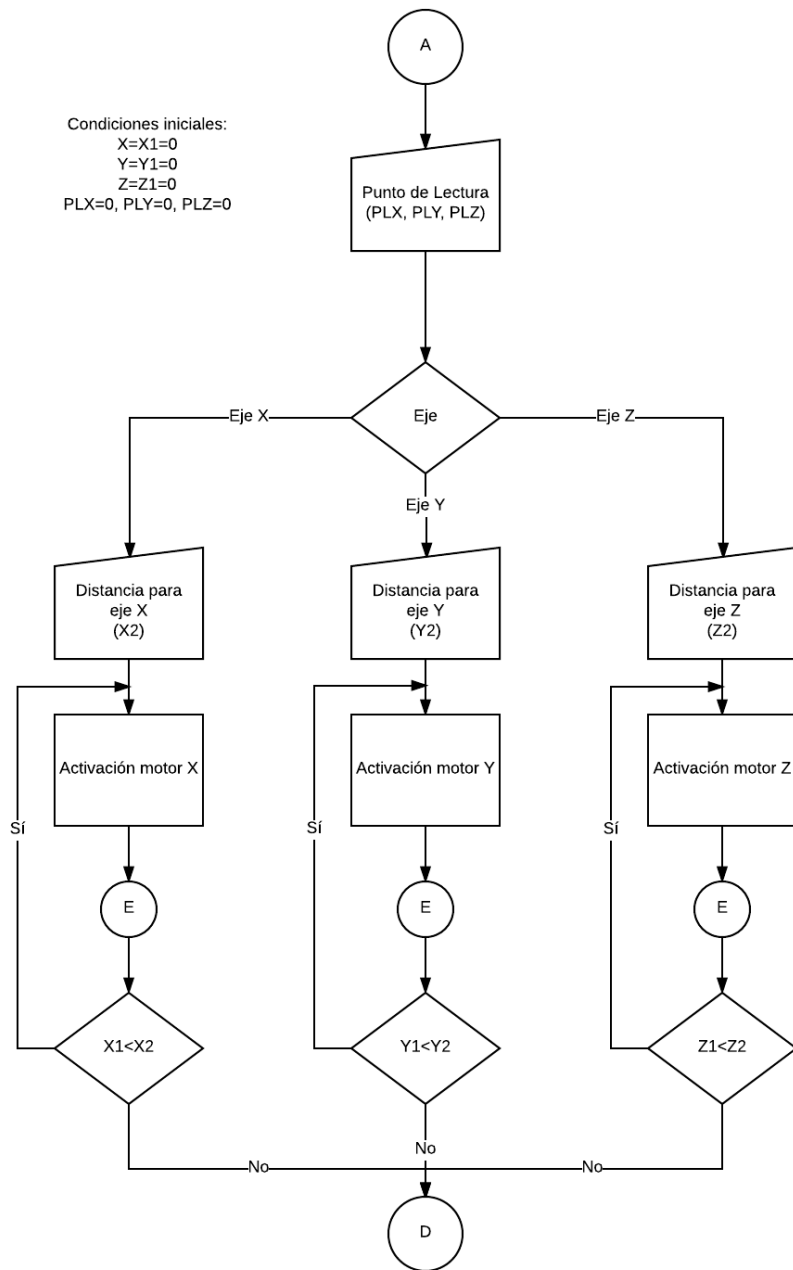 A
Condiciones iniciales:
X=X1=0
Y=Y1=0
Z=Z1=0
PLX=0, PLY=0, PLZ=0
Punto de Lectura
(PLX, PLY, PLZ)
Eje X
Eje
Eje Z
Eje Y
Distancia para
eje X
(X2)
Distancia para
eje Y
(Y2)
Distancia para
eje Z
(Z2)
Activación motor X
Activación motor Y
Activación motor Z
Sí
Sí
Sí
E
E
E
X1<X2
Y1<Y2
Z1<Z2
No
No
No
D